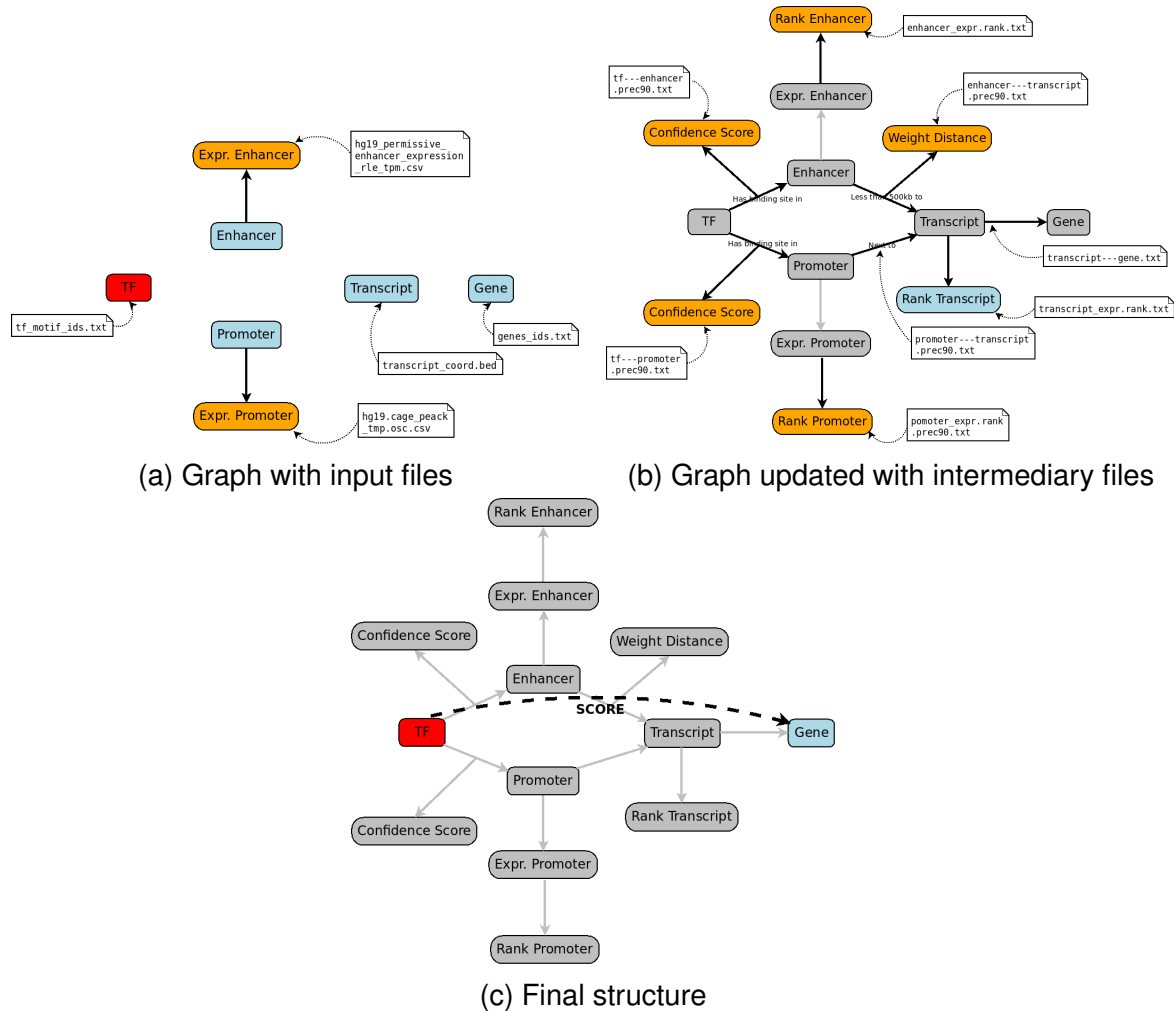 hg19_permissive_
enhancer_expression
_rle_tpm.csv
Expr. Enhancer
Enhancer
TF
tf_motif_ids.txt
Transcript
Gene
Promoter
genes_ids.txt
transcript_coord.bed
Expr. Promoter
hg19.cage_peack
_tmp.osc.csv
(a) Graph with input files
Rank Enhancer
enhancer_expr.rank.txt
tf---enhancer
.prec90.txt
Expr. Enhancer
enhancer---transcript
.prec90.txt
Confidence Score
Weight Distance
Enhancer
Has binding site in
Less than 500kb to
TF
Transcript
Gene
Has binding site in
Next to
Promoter
transcript---gene.txt
Rank Transcript
transcript_expr.rank.txt
Confidence Score
Expr. Promoter
promoter---transcript
.prec90.txt
tf---promoter
.prec90.txt
Rank Promoter
pomoter_expr.rank
.prec90.txt
(b) Graph updated with intermediary files
Rank Enhancer
Expr. Enhancer
Confidence Score
Weight Distance
Enhancer
SCORE
TF
Transcript
Gene
Promoter
Rank Transcript
Confidence Score
Expr. Promoter
Rank Promoter
(c) Final structure